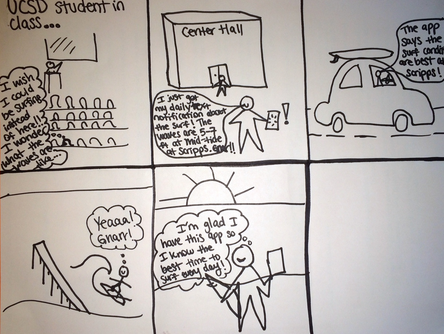 UCSD student in
class...
I wish
I could
be surfing
instead
of here!!
I wonder
what the
waves are
like...
Center Hall
I just got
my daily text
notification about
the surf! The
waves are 5-7
ft at mid-tide
at Scripps. Gnar!!
!
The app
says the
surf condit
are best at
Scripps!
Yeaaa!
Gnar!
I'm glad I
have this app so
I know the
best time to
surf every day!